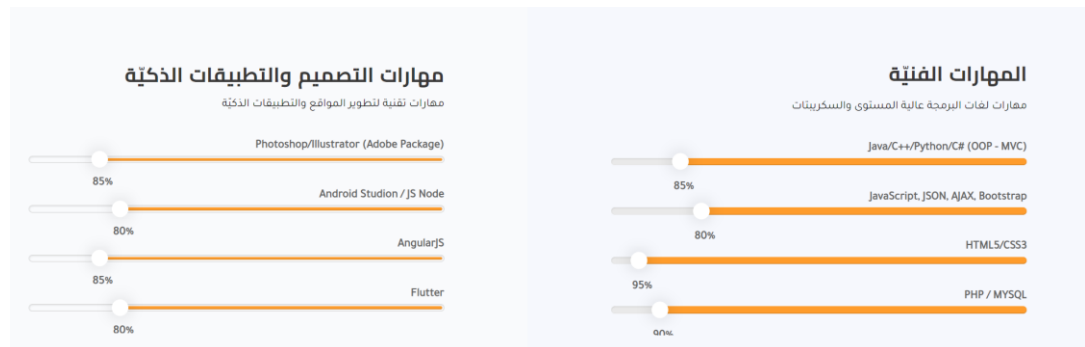 المهارات الفنيّة
مهارات لغات البرمجة عالية المستوى والسكريبتات
Java/C++/Python/C# (OOP - MVC)
85%
JavaScript, JSON, AJAX, Bootstrap
80%
HTML5/CSS3
95%
PHP / MYSQL
90%
مهارات التصميم والتطبيقات الذكيّة
مهارات تقنية لتطوير المواقع والتطبيقات الذكيّة
Photoshop/Illustrator (Adobe Package)
85%
Android Studion / JS Node
80%
AngularJS
85%
Flutter
80%